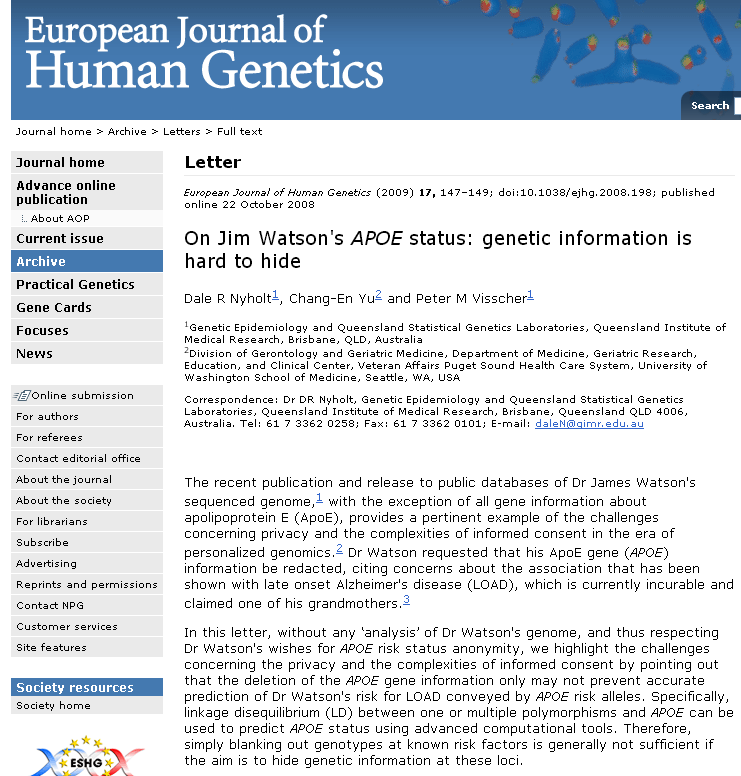 European Journal of
Human Genetics
Search
Journal home > Archive > Letters > Full text
Journal home
Advance online
publication
About AOP
Current issue
Archive
Practical Genetics
Gene Cards
Focuses
News
Online submission
For authors
For referees
Contact editorial office
About the journal
About the society
For librarians
Subscribe
Advertising
Reprints and permissions
Contact NPG
Customer services
Site features
Society resources
Society home
ESHG
Letter
European Journal of Human Genetics (2009) 17, 147–149; doi:10.1038/ejhg.2008.198; published
online 22 October 2008
On Jim Watson's APOE status: genetic information is
hard to hide
Dale R Nyholt1, Chang-En Yu2 and Peter M Visscher1
1Genetic Epidemiology and Queensland Statistical Genetics Laboratories, Queensland Institute of
Medical Research, Brisbane, QLD, Australia
2Division of Gerontology and Geriatric Medicine, Department of Medicine, Geriatric Research,
Education, and Clinical Center, Veteran Affairs Puget Sound Health Care System, University of
Washington School of Medicine, Seattle, WA, USA
Correspondence: Dr DR Nyholt, Genetic Epidemiology and Queensland Statistical Genetics
Laboratories, Queensland Institute of Medical Research, Brisbane, Queensland QLD 4006,
Australia. Tel: 61 7 3362 0258; Fax: 61 7 3362 0101; E-mail: daleN@qimr.edu.au
The recent publication and release to public databases of Dr James Watson's
sequenced genome,1 with the exception of all gene information about
apolipoprotein E (ApoE), provides a pertinent example of the challenges
concerning privacy and the complexities of informed consent in the era of
personalized genomics.2 Dr Watson requested that his ApoE gene (APOE)
information be redacted, citing concerns about the association that has been
shown with late onset Alzheimer's disease (LOAD), which is currently incurable and
claimed one of his grandmothers.3
In this letter, without any ‘analysis’ of Dr Watson's genome, and thus respecting
Dr Watson's wishes for APOE risk status anonymity, we highlight the challenges
concerning the privacy and the complexities of informed consent by pointing out
that the deletion of the APOE gene information only may not prevent accurate
prediction of Dr Watson's risk for LOAD conveyed by APOE risk alleles. Specifically,
linkage disequilibrium (LD) between one or multiple polymorphisms and APOE can be
used to predict APOE status using advanced computational tools. Therefore,
simply blanking out genotypes at known risk factors is generally not sufficient if
the aim is to hide genetic information at these loci.